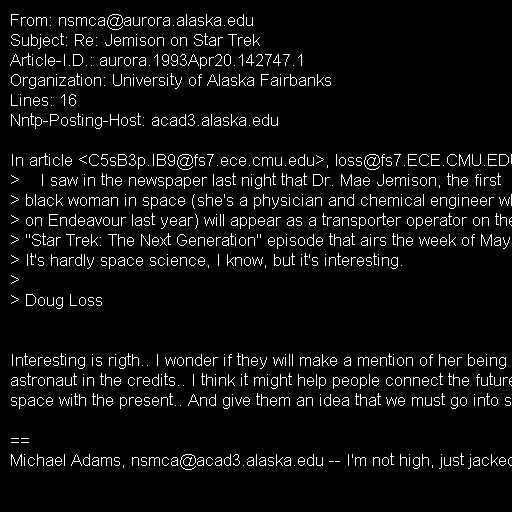 From: nsmca@aurora.alaska.edu
Subject: Re: Jemison on Star Trek
Article-I.D.: aurora.1993Apr20.142747.1
Organization: University of Alaska Fairbanks
Lines: 16
Nntp-Posting-Host: acad3.alaska.edu

In article <C5sB3p.IB9@fs7.ece.cmu.edu>, loss@fs7.ECE.CMU.EDU
>    I saw in the newspaper last night that Dr. Mae Jemison, the first
> black woman in space (she's a physician and chemical engineer
> on Endeavour last year) will appear as a transporter operator on the
> "Star Trek: The Next Generation" episode that airs the week of May
> It's hardly space science, I know, but it's interesting.
>
> Doug Loss

Interesting is rigth.. I wonder if they will make a mention of her being
astronaut in the credits.. I think it might help people connect the future
space with the present.. And give them an idea that we must go into

==
Michael Adams, nsmca@acad3.alaska.edu -- I'm not high, just jacked